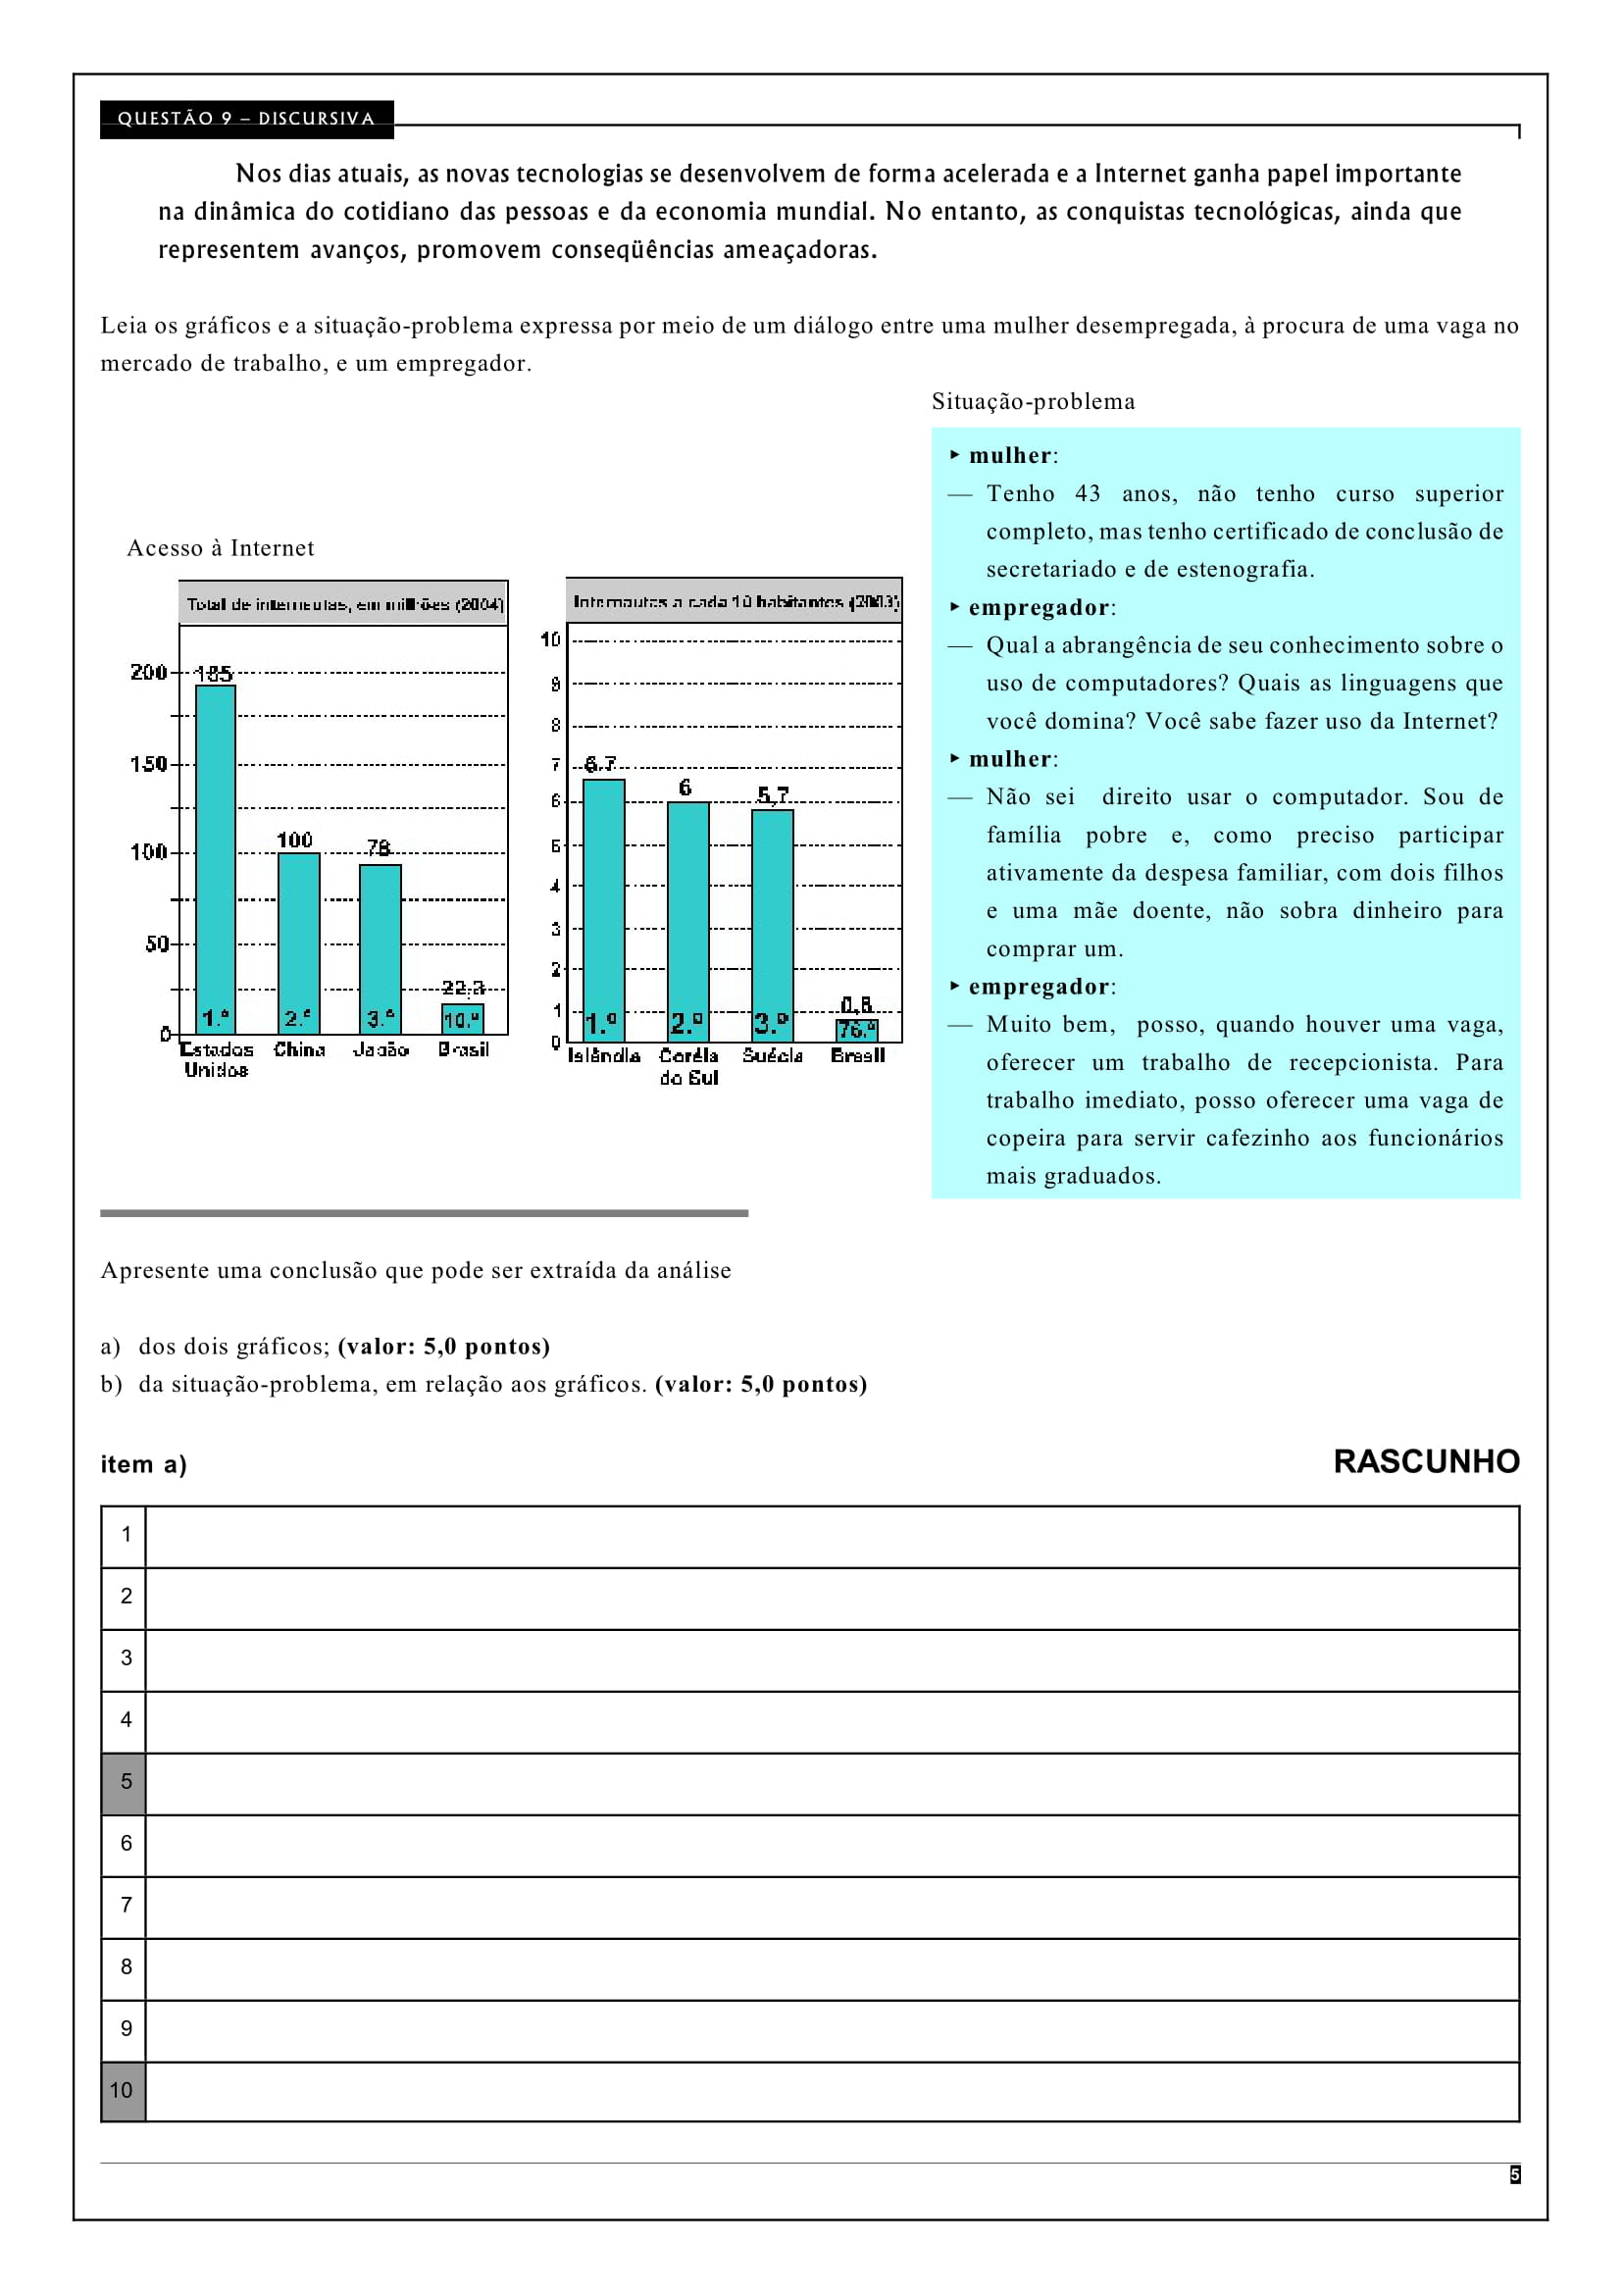 QUESTÃO 9 – DISCURSIVA
Nos dias atuais, as novas tecnologias se desenvolvem de forma acelerada e a Internet ganha papel importante
na dinâmica do cotidiano das pessoas e da economia mundial. No entanto, as conquistas tecnológicas, ainda que
representem avanços, promovem conseqüências ameaçadoras.
Leia os gráficos e a situação-problema expressa por meio de um diálogo entre uma mulher desempregada, à procura de uma vaga no
mercado de trabalho, e um empregador.
Acesso à Internet
Total de internautas, em milhões (2004)
200
150
100
50
0
185
100
78
22,3
1.º
2.º
3.º
10.º
Estados
Unidos
China
Japão
Brasil
Internautas a cada 10 habitantes (2003)
10
9
8
7
6
5
4
3
2
1
0
6,7
6
5,7
0,8
1.º
2.º
3.º
76.º
Islândia
Coréia
do Sul
Suécia
Brasil
Situação-problema
▸ mulher:
— Tenho 43 anos, não tenho curso superior
completo, mas tenho certificado de conclusão de
secretariado e de estenografia.
▸ empregador:
— Qual a abrangência de seu conhecimento sobre o
uso de computadores? Quais as linguagens que
você domina? Você sabe fazer uso da Internet?
▸ mulher:
— Não sei direito usar o computador. Sou de
família pobre e, como preciso participar
ativamente da despesa familiar, com dois filhos
e uma mãe doente, não sobra dinheiro para
comprar um.
▸ empregador:
— Muito bem, posso, quando houver uma vaga,
oferecer um trabalho de recepcionista. Para
trabalho imediato, posso oferecer uma vaga de
copeira para servir cafezinho aos funcionários
mais graduados.
Apresente uma conclusão que pode ser extraída da análise
a) dos dois gráficos; (valor: 5,0 pontos)
b) da situação-problema, em relação aos gráficos. (valor: 5,0 pontos)
item a)
RASCUNHO
1
2
3
4
5
6
7
8
9
10
5